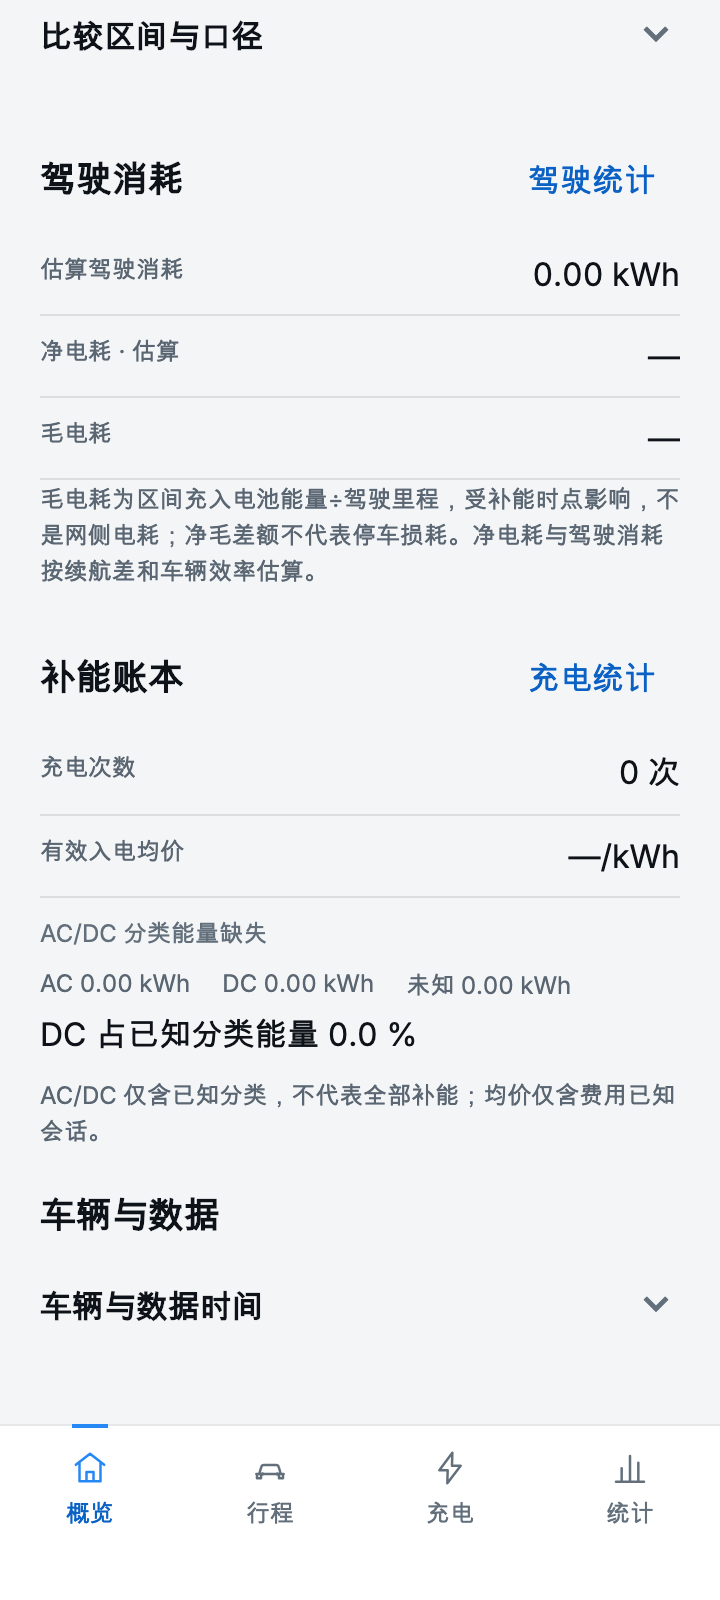 比较区间与口径
驾驶消耗
驾驶统计
估算驾驶消耗
0.00 kWh
净电耗 · 估算
—
毛电耗
—
毛电耗为区间充入电池能量÷驾驶里程，受补能时点影响，不
是网侧电耗；净毛差额不代表停车损耗。净电耗与驾驶消耗
按续航差和车辆效率估算。
补能账本
充电统计
充电次数
0 次
有效入电均价
—/kWh
AC/DC 分类能量缺失
AC 0.00 kWh DC 0.00 kWh 未知 0.00 kWh
DC 占已知分类能量 0.0 %
AC/DC 仅含已知分类，不代表全部补能；均价仅含费用已知
会话。
车辆与数据
车辆与数据时间
概览
行程
充电
统计